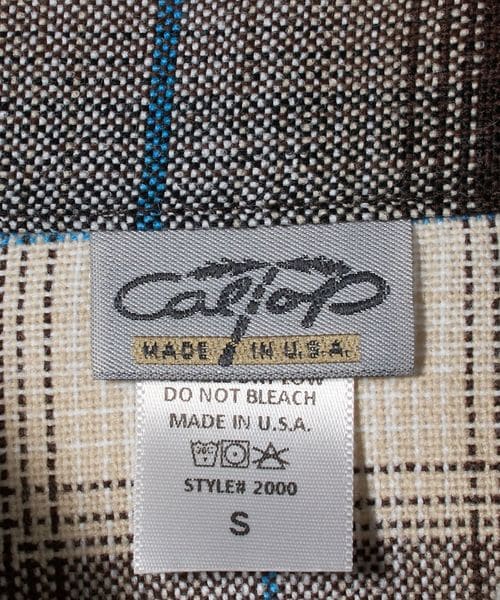 CalTop
MADE IN U.S.A.
DO NOT BLEACH
MADE IN U.S.A.
STYLE# 2000
S